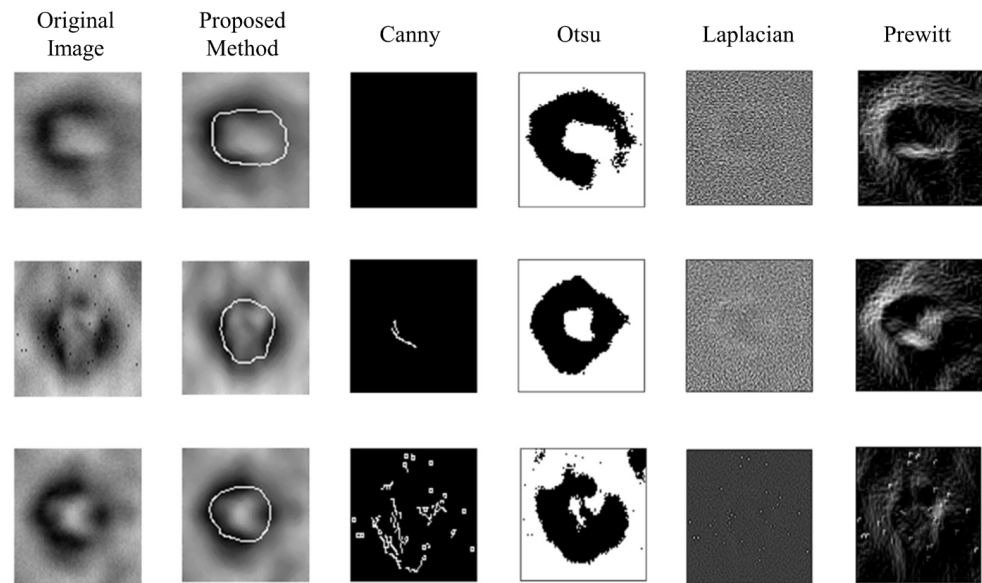 Original
Image
Proposed
Method
Canny
Otsu
Laplacian
Prewitt